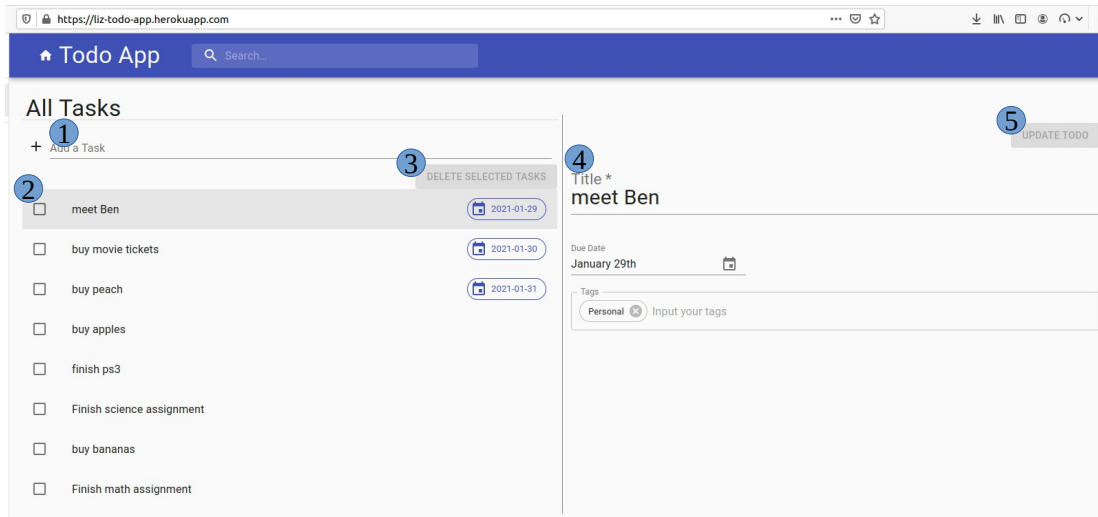 https://liz-todo-app.herokuapp.com
Todo App
Search...
All Tasks
1
+ Add a Task
3
DELETE SELECTED TASKS
2
meet Ben 2021-01-29
buy movie tickets 2021-01-30
buy peach 2021-01-31
buy apples
finish ps3
Finish science assignment
buy bananas
Finish math assignment
5
UPDATE TODO
4
Title *
meet Ben
Due Date
January 29th
Tags
Personal Input your tags